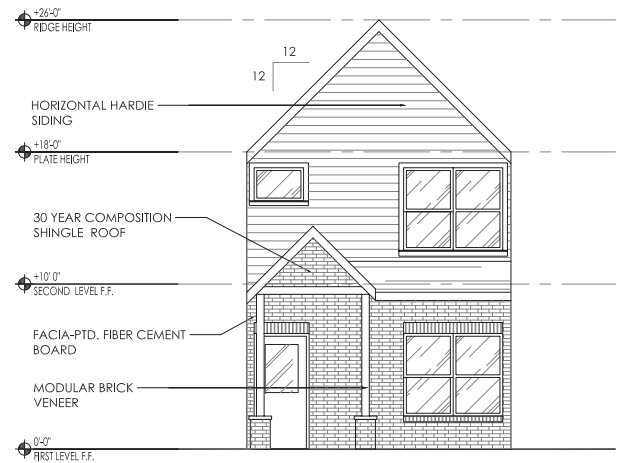 +26'-0"
RIDGE HEIGHT
12
12
HORIZONTAL HARDIE
SIDING
+18'-0"
PLATE HEIGHT
30 YEAR COMPOSITION
SHINGLE ROOF
+10' 0"
SECOND LEVEL F.F.
FACIA-PTD. FIBER CEMENT
BOARD
MODULAR BRICK
VENEER
0'-0"
FIRST LEVEL F.F.